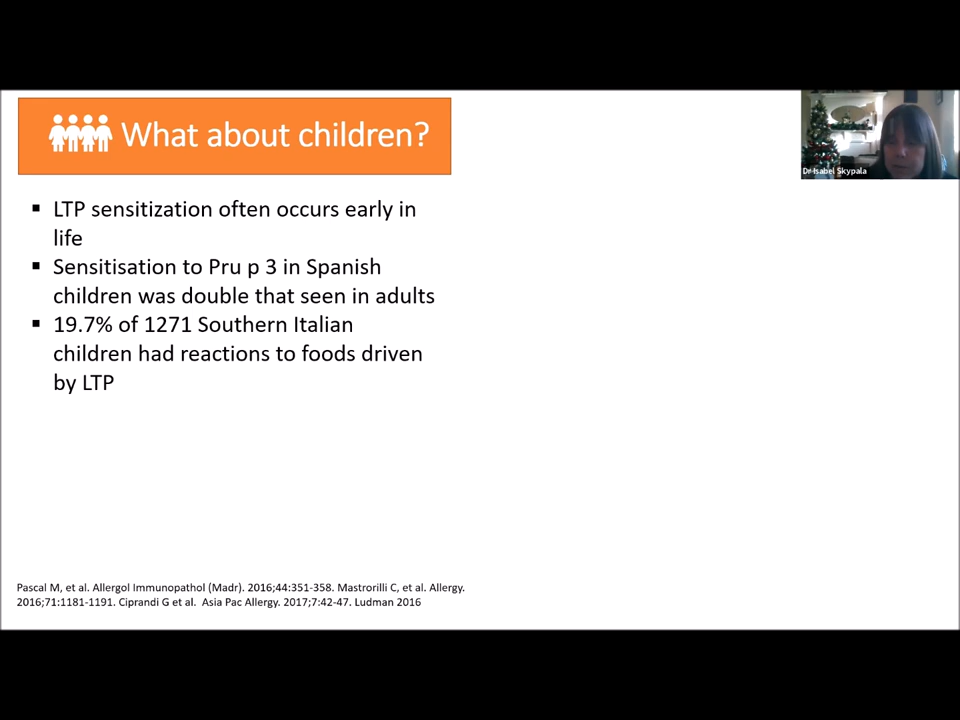 What about children?
Dr Isabel Skypala
▪ LTP sensitization often occurs early in
life
▪ Sensitisation to Pru p 3 in Spanish
children was double that seen in adults
▪ 19.7% of 1271 Southern Italian
children had reactions to foods driven
by LTP
Pascal M, et al. Allergol Immunopathol (Madr). 2016;44:351-358. Mastrorilli C, et al. Allergy.
2016;71:1181-1191. Ciprandi G et al.  Asia Pac Allergy. 2017;7:42-47. Ludman 2016